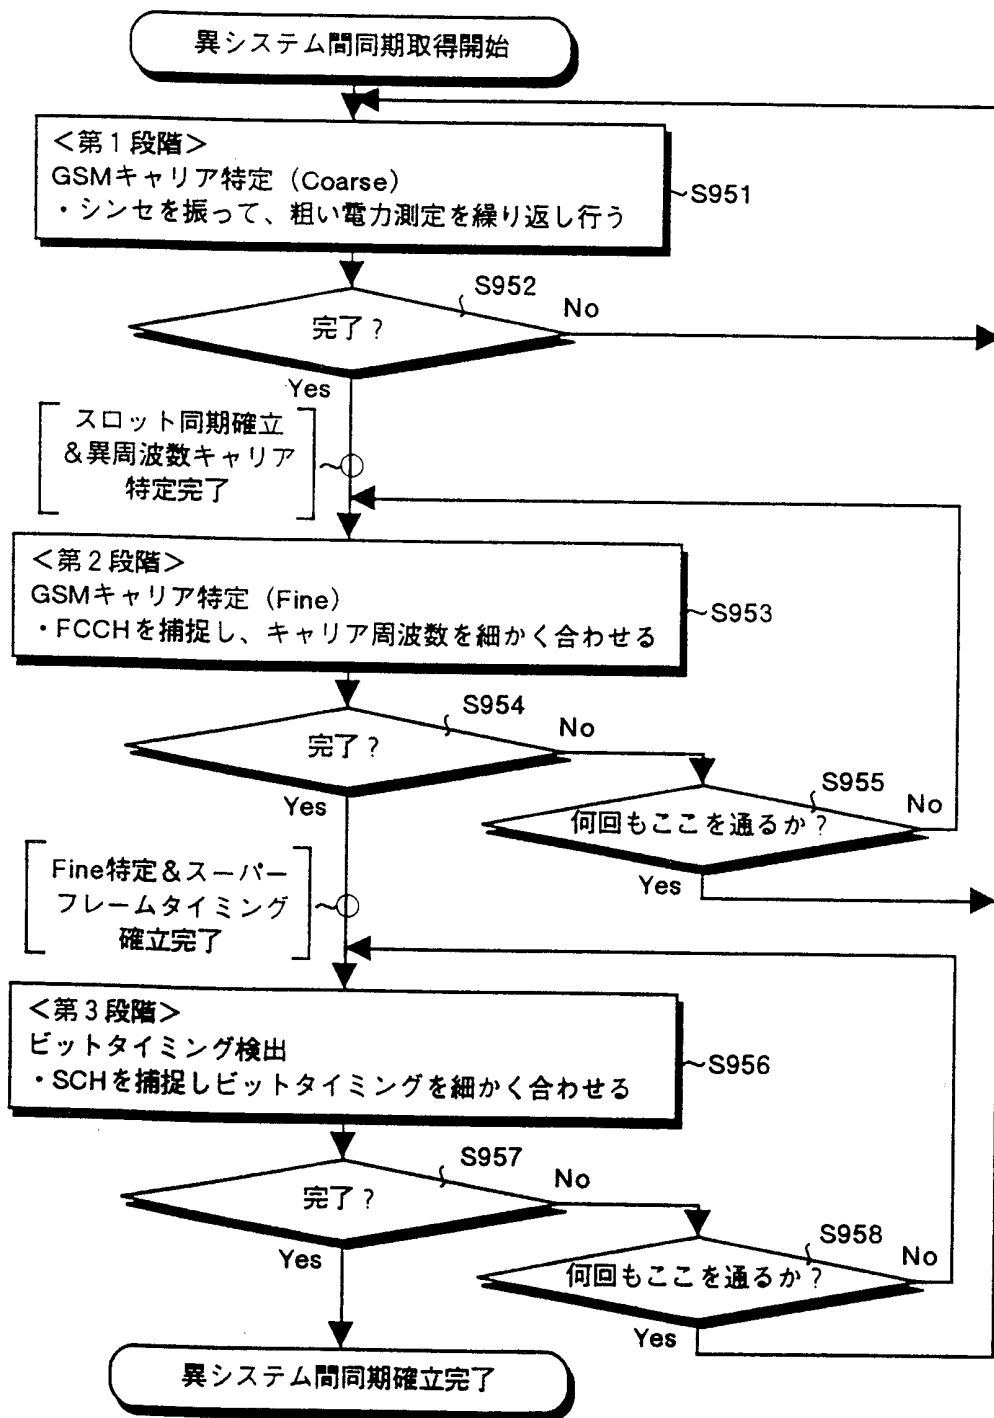 異システム間同期取得開始
<第1段階>
GSMキャリア特定(Coarse)
・シンセを振って、粗い電力測定を繰り返し行う
S951
S952
完了?
No
Yes
スロット同期確立
&異周波数キャリア
特定完了
<第2段階>
GSMキャリア特定(Fine)
・FCCHを捕捉し、キャリア周波数を細かく合わせる
S953
S954
完了?
No
Yes
S955
何回もここを通るか?
No
Yes
Fine特定&スーパー
フレームタイミング
確立完了
<第3段階>
ビットタイミング検出
・SCHを捕捉しビットタイミングを細かく合わせる
S956
S957
完了?
No
Yes
S958
何回もここを通るか?
No
Yes
異システム間同期確立完了